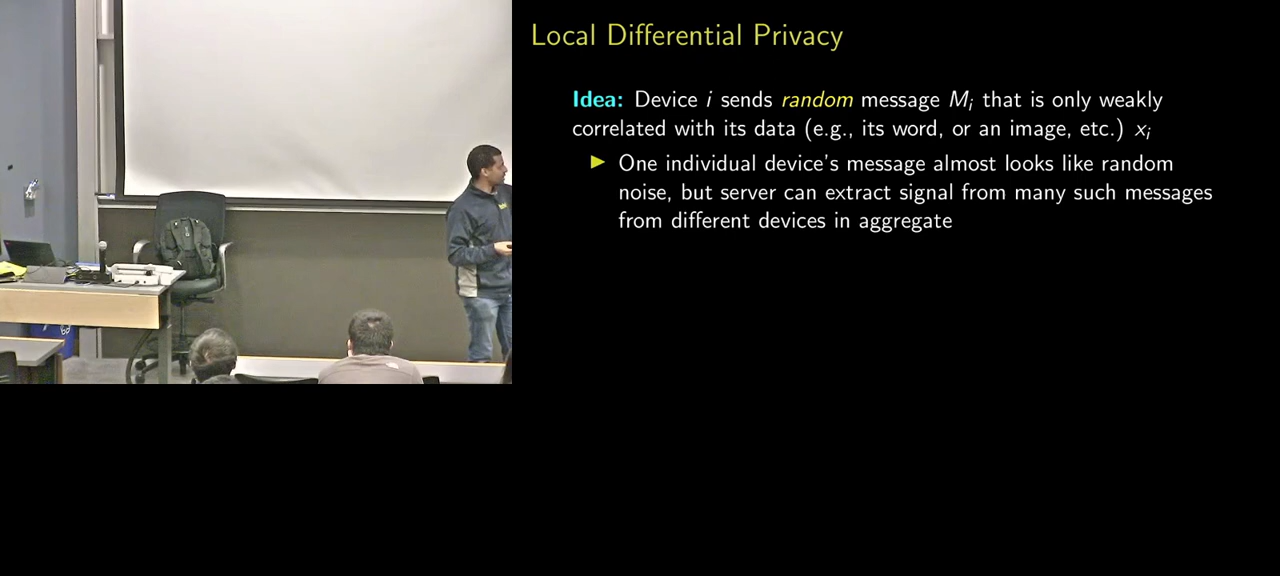 Local Differential Privacy
Idea: Device i sends random message Mᵢ that is only weakly
correlated with its data (e.g., its word, or an image, etc.) xᵢ
▶ One individual device's message almost looks like random
noise, but server can extract signal from many such messages
from different devices in aggregate